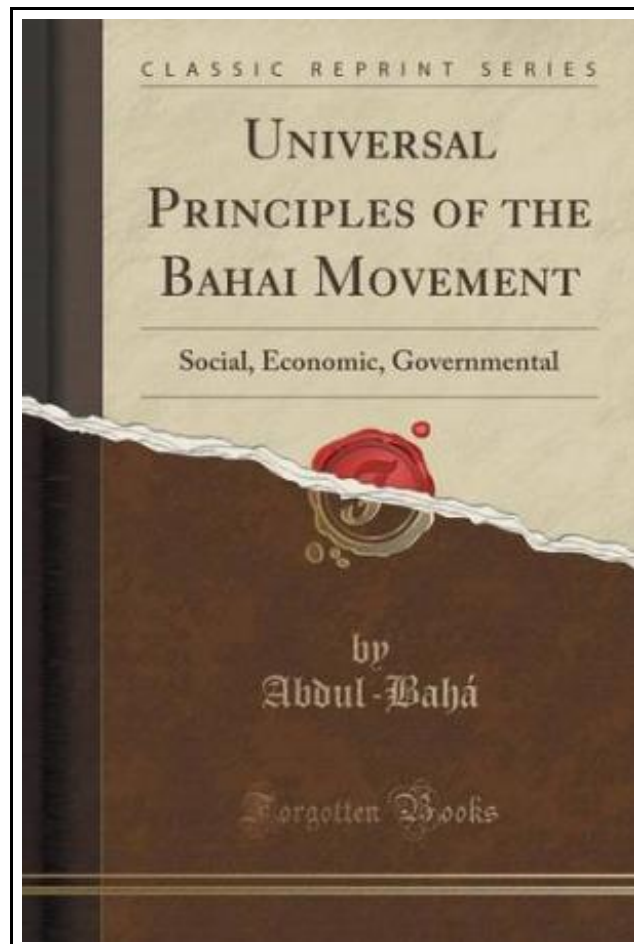 CLASSIC REPRINT SERIES
UNIVERSAL
PRINCIPLES OF THE
BAHAI MOVEMENT
Social, Economic, Governmental
by
Abdul-Bahá
Forgotten Books